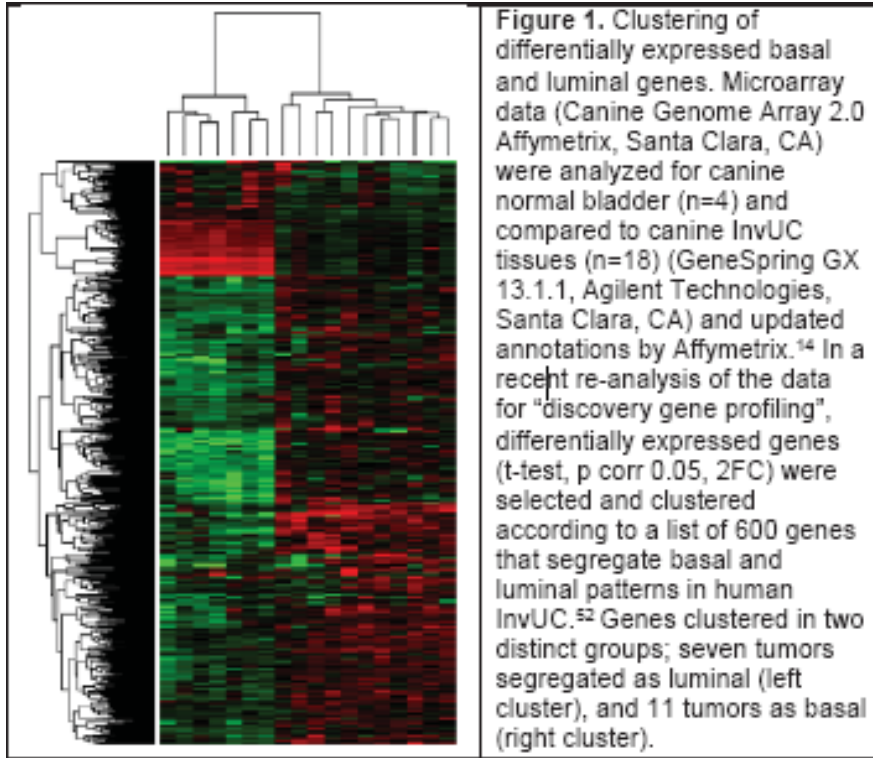 Figure 1. Clustering of
differentially expressed basal
and luminal genes. Microarray
data (Canine Genome Array 2.0
Affymetrix, Santa Clara, CA)
were analyzed for canine
normal bladder (n=4) and
compared to canine InvUC
tissues (n=18) (GeneSpring GX
13.1.1, Agilent Technologies,
Santa Clara, CA) and updated
annotations by Affymetrix.¹⁴ In a
recent re-analysis of the data
for “discovery gene profiling”,
differentially expressed genes
(t-test, p corr 0.05, 2FC) were
selected and clustered
according to a list of 600 genes
that segregate basal and
luminal patterns in human
InvUC.⁵² Genes clustered in two
distinct groups; seven tumors
segregated as luminal (left
cluster), and 11 tumors as basal
(right cluster).